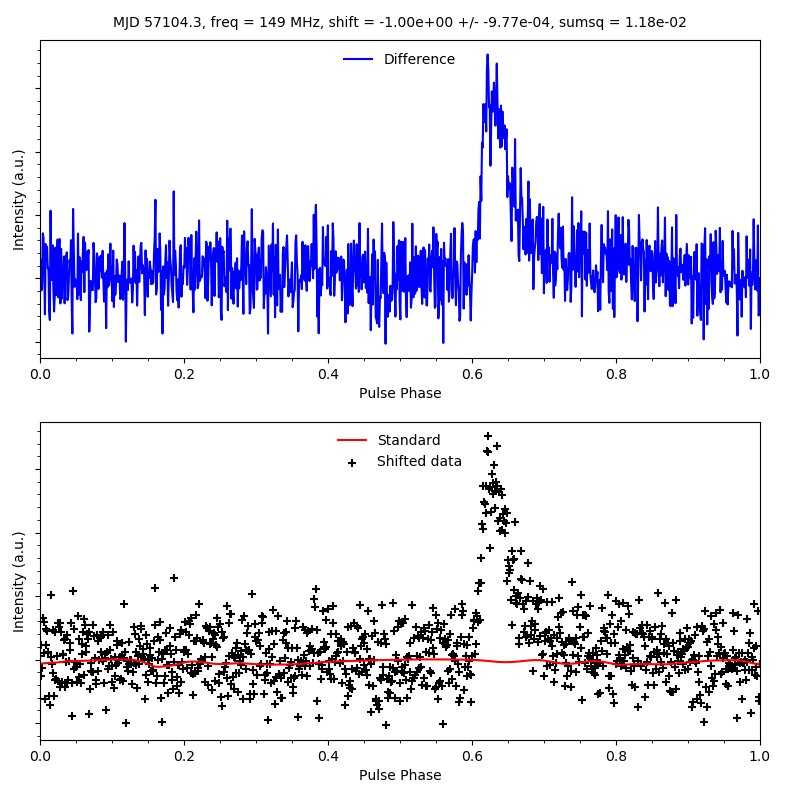 MJD 57104.3, freq = 149 MHz, shift = -1.00e+00 +/- -9.77e-04, sumsq = 1.18e-02
Difference
Intensity (a.u.)
0.0 0.2 0.4 0.6 0.8 1.0
Pulse Phase
Standard
Shifted data
Intensity (a.u.)
0.0 0.2 0.4 0.6 0.8 1.0
Pulse Phase